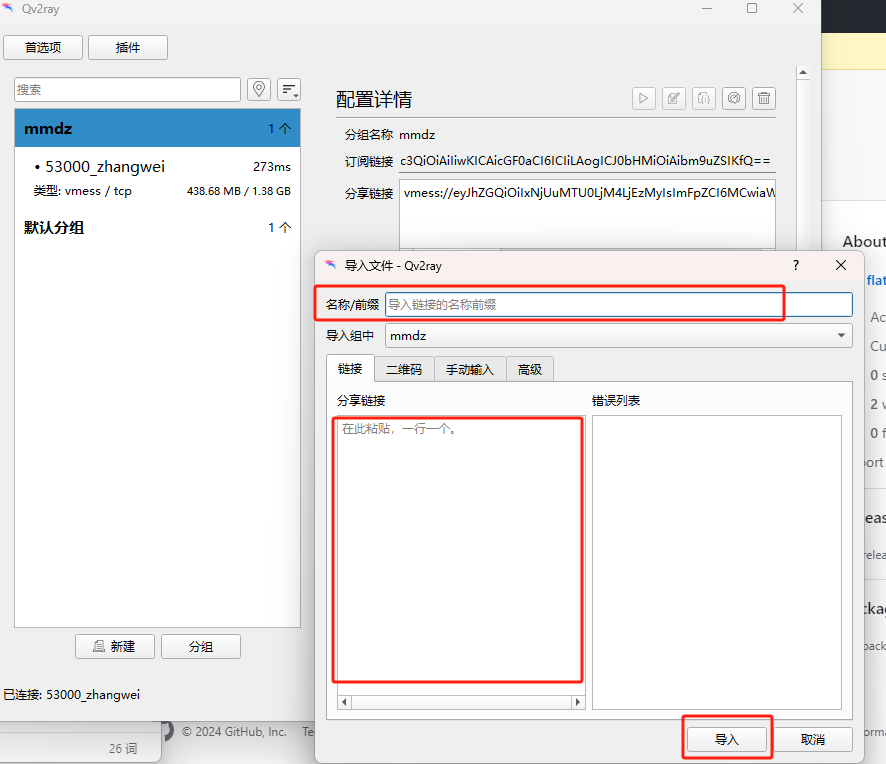 Qv2ray
首选项
插件
搜索
mmdz
1 个
• 53000_zhangwei
273ms
类型: vmess / tcp
438.68 MB / 1.38 GB
默认分组
1 个
新建
分组
已连接: 53000_zhangwei
配置详情
分组名称 mmdz
订阅链接 c3QiOiAiIiwKICAicGF0aCI6ICIiLAogICJ0bHMiOiAibm9uZSIKfQ==
分享链接 vmess://eyJhZGQiOiIxNjUuMTU0LjM4LjEzMyIsImFpZCI6MCwiaW
导入文件 - Qv2ray
?
名称/前缀 导入链接的名称前缀
导入组中 mmdz
链接
二维码
手动输入
高级
分享链接
错误列表
在此粘贴，一行一个。
导入
取消
About
flat
Ac
Cu
0 s
2 w
0 f
port
eas
relea
ckag
pack
orma
© 2024 GitHub, Inc.
Te
26 词